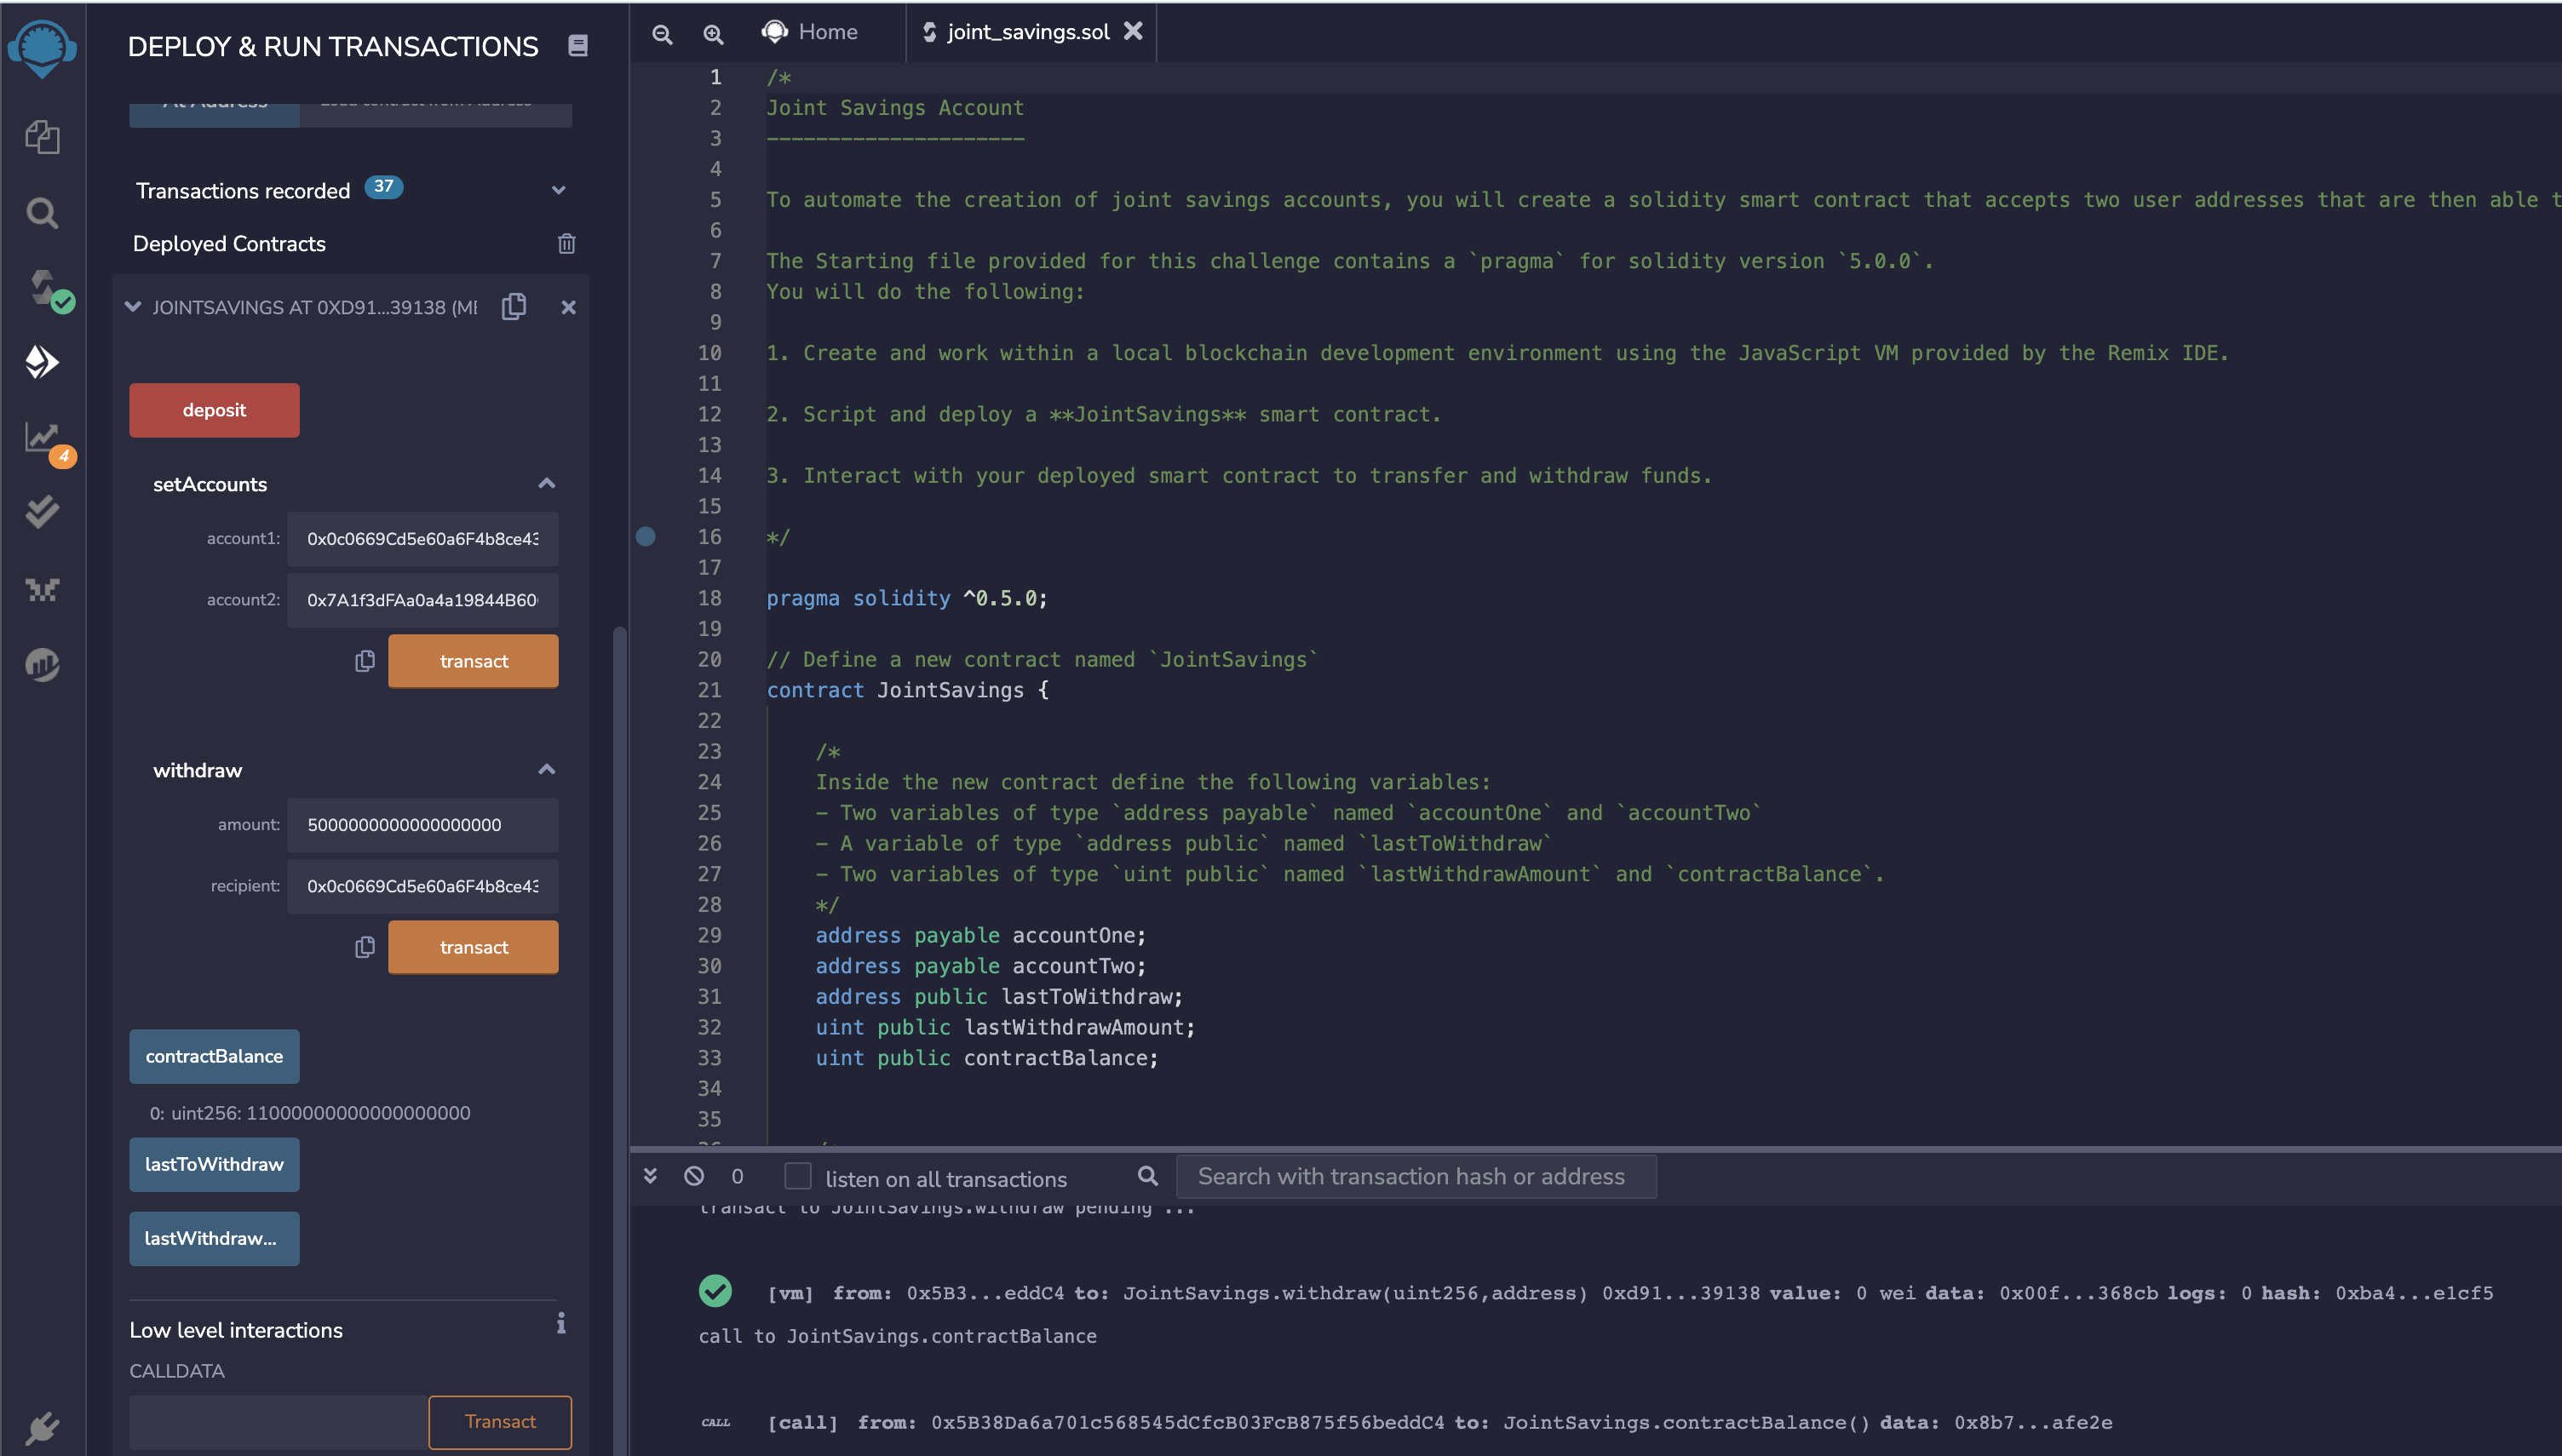 DEPLOY & RUN TRANSACTIONS
At Address
Load contract from Address
Transactions recorded 37
Deployed Contracts
JOINTSAVINGS AT 0XD91...39138 (ME
deposit
setAccounts
account1: 0x0c0669Cd5e60a6F4b8ce43
account2: 0x7A1f3dFAa0a4a19844B60
transact
withdraw
amount: 5000000000000000000
recipient: 0x0c0669Cd5e60a6F4b8ce43
transact
contractBalance
0: uint256: 11000000000000000000
lastToWithdraw
lastWithdraw...
Low level interactions
i
CALLDATA
Transact
4
Home
joint_savings.sol
1 /*
2 Joint Savings Account
3 ---------------------
4
5 To automate the creation of joint savings accounts, you will create a solidity smart contract that accepts two user addresses that are then able t
6
7 The Starting file provided for this challenge contains a `pragma` for solidity version `5.0.0`.
8 You will do the following:
9
10 1. Create and work within a local blockchain development environment using the JavaScript VM provided by the Remix IDE.
11
12 2. Script and deploy a **JointSavings** smart contract.
13
14 3. Interact with your deployed smart contract to transfer and withdraw funds.
15
16 */
17
18 pragma solidity ^0.5.0;
19
20 // Define a new contract named `JointSavings`
21 contract JointSavings {
22
23 /*
24 Inside the new contract define the following variables:
25 - Two variables of type `address payable` named `accountOne` and `accountTwo`
26 - A variable of type `address public` named `lastToWithdraw`
27 - Two variables of type `uint public` named `lastWithdrawAmount` and `contractBalance`.
28 */
29 address payable accountOne;
30 address payable accountTwo;
31 address public lastToWithdraw;
32 uint public lastWithdrawAmount;
33 uint public contractBalance;
34
35
0 listen on all transactions Search with transaction hash or address
transact to JointSavings.withdraw pending ...
[vm] from: 0x5B3...eddC4 to: JointSavings.withdraw(uint256,address) 0xd91...39138 value: 0 wei data: 0x00f...368cb logs: 0 hash: 0xba4...e1cf5
call to JointSavings.contractBalance
CALL [call] from: 0x5B38Da6a701c568545dCfcB03FcB875f56beddC4 to: JointSavings.contractBalance() data: 0x8b7...afe2e